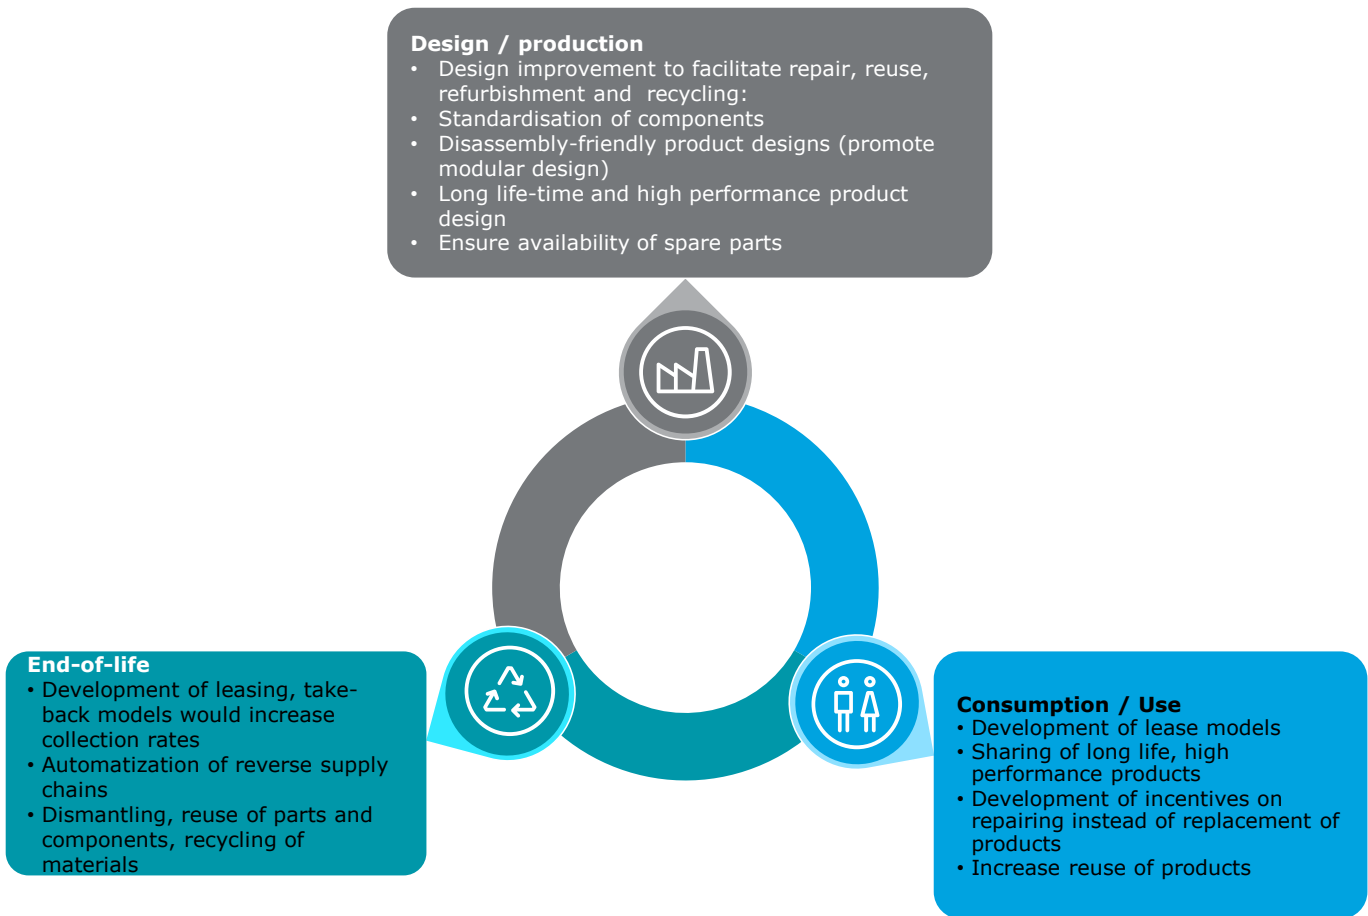 Design / production
• Design improvement to facilitate repair, reuse,
refurbishment and recycling:
• Standardisation of components
• Disassembly-friendly product designs (promote
modular design)
• Long life-time and high performance product
design
• Ensure availability of spare parts
End-of-life
• Development of leasing, take-
back models would increase
collection rates
• Automatization of reverse supply
chains
• Dismantling, reuse of parts and
components, recycling of
materials
Consumption / Use
• Development of lease models
• Sharing of long life, high
performance products
• Development of incentives on
repairing instead of replacement of
products
• Increase reuse of products